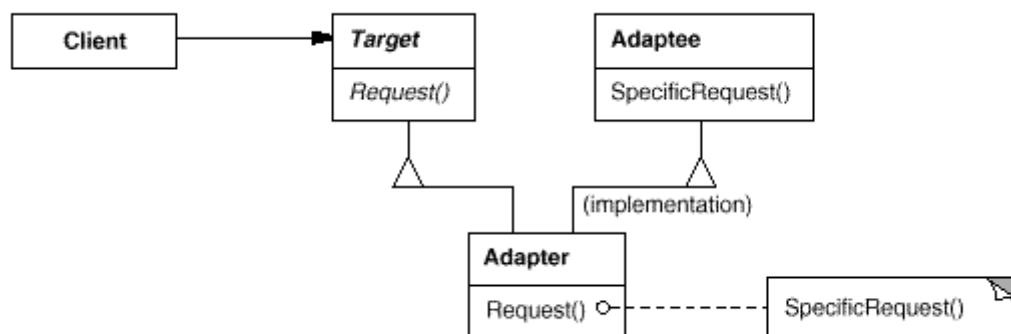 Client
Target
Request()
Adaptee
SpecificRequest()
(implementation)
Adapter
Request()
SpecificRequest()